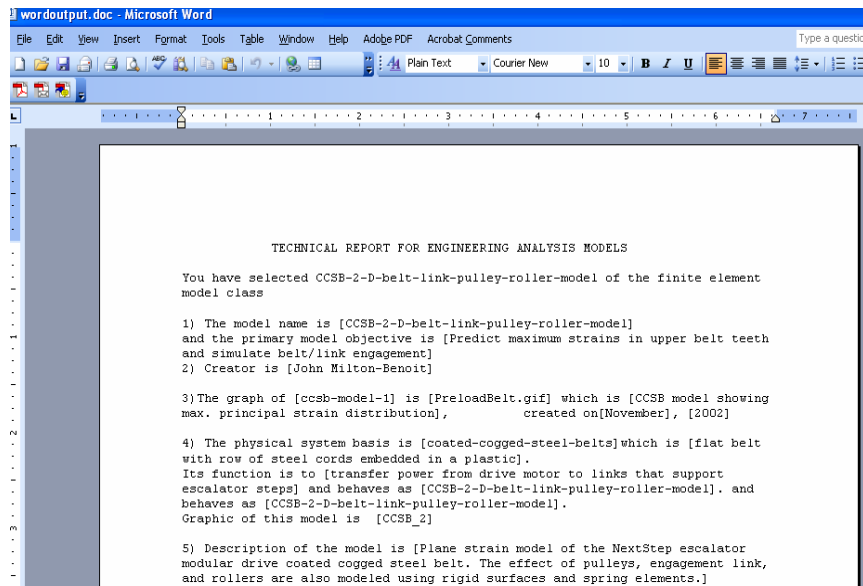 wordoutput.doc - Microsoft Word
File Edit View Insert Format Tools Table Window Help Adobe PDF Acrobat Comments Type a questio
Plain Text Courier New 10 B I U
1 2 3 4 5 6 7
TECHNICAL REPORT FOR ENGINEERING ANALYSIS MODELS
You have selected CCSB-2-D-belt-link-pulley-roller-model of the finite element
model class
1) The model name is [CCSB-2-D-belt-link-pulley-roller-model]
and the primary model objective is [Predict maximum strains in upper belt teeth
and simulate belt/link engagement]
2) Creator is [John Milton-Benoit]
3)The graph of [ccsb-model-1] is [PreloadBelt.gif] which is [CCSB model showing
max. principal strain distribution], created on[November], [2002]
4) The physical system basis is [coated-cogged-steel-belts]which is [flat belt
with row of steel cords embedded in a plastic].
Its function is to [transfer power from drive motor to links that support
escalator steps] and behaves as [CCSB-2-D-belt-link-pulley-roller-model]. and
behaves as [CCSB-2-D-belt-link-pulley-roller-model].
Graphic of this model is [CCSB_2]
5) Description of the model is [Plane strain model of the NextStep escalator
modular drive coated cogged steel belt. The effect of pulleys, engagement link,
and rollers are also modeled using rigid surfaces and spring elements.]